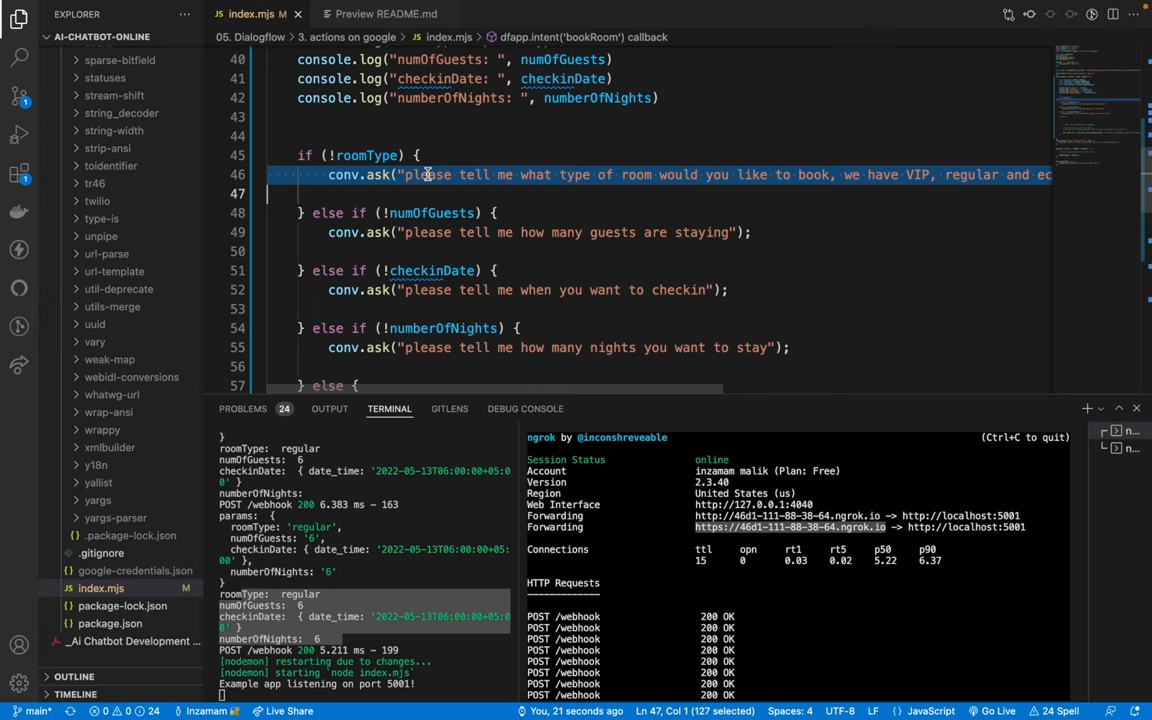 EXPLORER
index.mjs M
Preview README.md
AI-CHATBOT-ONLINE
05. Dialogflow > 3. actions on google > index.mjs > dfapp.intent('bookRoom') callback
sparse-bitfield
statuses
stream-shift
string_decoder
string-width
strip-ansi
toidentifier
tr46
twilio
type-is
unpipe
url-parse
url-template
util-deprecate
utils-merge
uuid
vary
weak-map
webidl-conversions
whatwg-url
wrap-ansi
wrappy
xmlbuilder
y18n
yallist
yargs
yargs-parser
.package-lock.json
.gitignore
google-credentials.json
index.mjs M
package-lock.json
package.json
_Ai Chatbot Development ...
OUTLINE
TIMELINE
1
1
40 console.log("numOfGuests: ", numOfGuests)
41 console.log("checkinDate: ", checkinDate)
42 console.log("numberOfNights: ", numberOfNights)
43
44
45 if (!roomType) {
46 conv.ask("please tell me what type of room would you like to book, we have VIP, regular and ec
47
48 } else if (!numOfGuests) {
49 conv.ask("please tell me how many guests are staying");
50
51 } else if (!checkinDate) {
52 conv.ask("please tell me when you want to checkin");
53
54 } else if (!numberOfNights) {
55 conv.ask("please tell me how many nights you want to stay");
56
57 } else {
PROBLEMS 24 OUTPUT TERMINAL GITLENS DEBUG CONSOLE
}
roomType: regular
numOfGuests: 6
checkinDate: { date_time: '2022-05-13T06:00:00+05:0
0' }
numberOfNights:
POST /webhook 200 6.383 ms - 163
params: {
roomType: 'regular',
numOfGuests: '6',
checkinDate: { date_time: '2022-05-13T06:00:00+05:
00' },
numberOfNights: '6'
}
roomType: regular
numOfGuests: 6
checkinDate: { date_time: '2022-05-13T06:00:00+05:0
0' }
numberOfNights: 6
POST /webhook 200 5.211 ms - 199
[nodemon] restarting due to changes...
[nodemon] starting `node index.mjs`
Example app listening on port 5001!
ngrok by @inconshreveable (Ctrl+C to quit)
Session Status online
Account inzamam malik (Plan: Free)
Version 2.3.40
Region United States (us)
Web Interface http://127.0.0.1:4040
Forwarding http://46d1-111-88-38-64.ngrok.io -> http://localhost:5001
Forwarding https://46d1-111-88-38-64.ngrok.io -> http://localhost:5001
Connections ttl opn rt1 rt5 p50 p90
15 0 0.03 0.02 5.22 6.37
HTTP Requests
-------------
POST /webhook 200 OK
POST /webhook 200 OK
POST /webhook 200 OK
POST /webhook 200 OK
POST /webhook 200 OK
POST /webhook 200 OK
POST /webhook 200 OK
POST /webhook 200 OK
n...
n...
main* 0 0 24 Inzamam Live Share You, 21 seconds ago Ln 47, Col 1 (127 selected) Spaces: 4 UTF-8 LF JavaScript Go Live 24 Spell